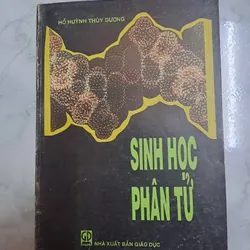 HỒ HUỲNH THÙY DƯƠNG
SINH HỌC
PHÂN TỬ
NHÀ XUẤT BẢN GIÁO DỤC